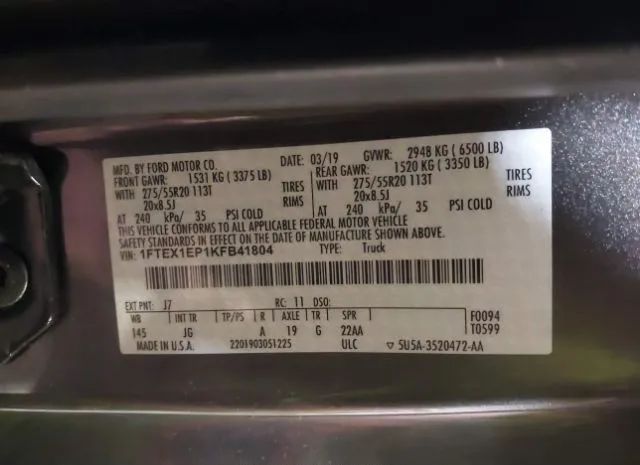 MFD. BY FORD MOTOR CO. DATE: 03/19 GVWR: 2948 KG ( 6500 LB)
FRONT GAWR: 1531 KG ( 3375 LB) REAR GAWR: 1520 KG ( 3350 LB)
WITH 275/55R20 113T TIRES WITH 275/55R20 113T TIRES
20x8.5J RIMS 20x8.5J RIMS
AT 240 kPa/ 35 PSI COLD AT 240 kPa/ 35 PSI COLD
THIS VEHICLE CONFORMS TO ALL APPLICABLE FEDERAL MOTOR VEHICLE
SAFETY STANDARDS IN EFFECT ON THE DATE OF MANUFACTURE SHOWN ABOVE.
VIN: 1FTEX1EP1KFB41804 TYPE: Truck
EXT PNT: J7 RC: 11 DSO:
WB INT TR TP/PS R AXLE TR SPR F0094
145 JG A 19 G 22AA T0599
MADE IN U.S.A. 2201903051225 ULC ▽ 5U5A-3520472-AA